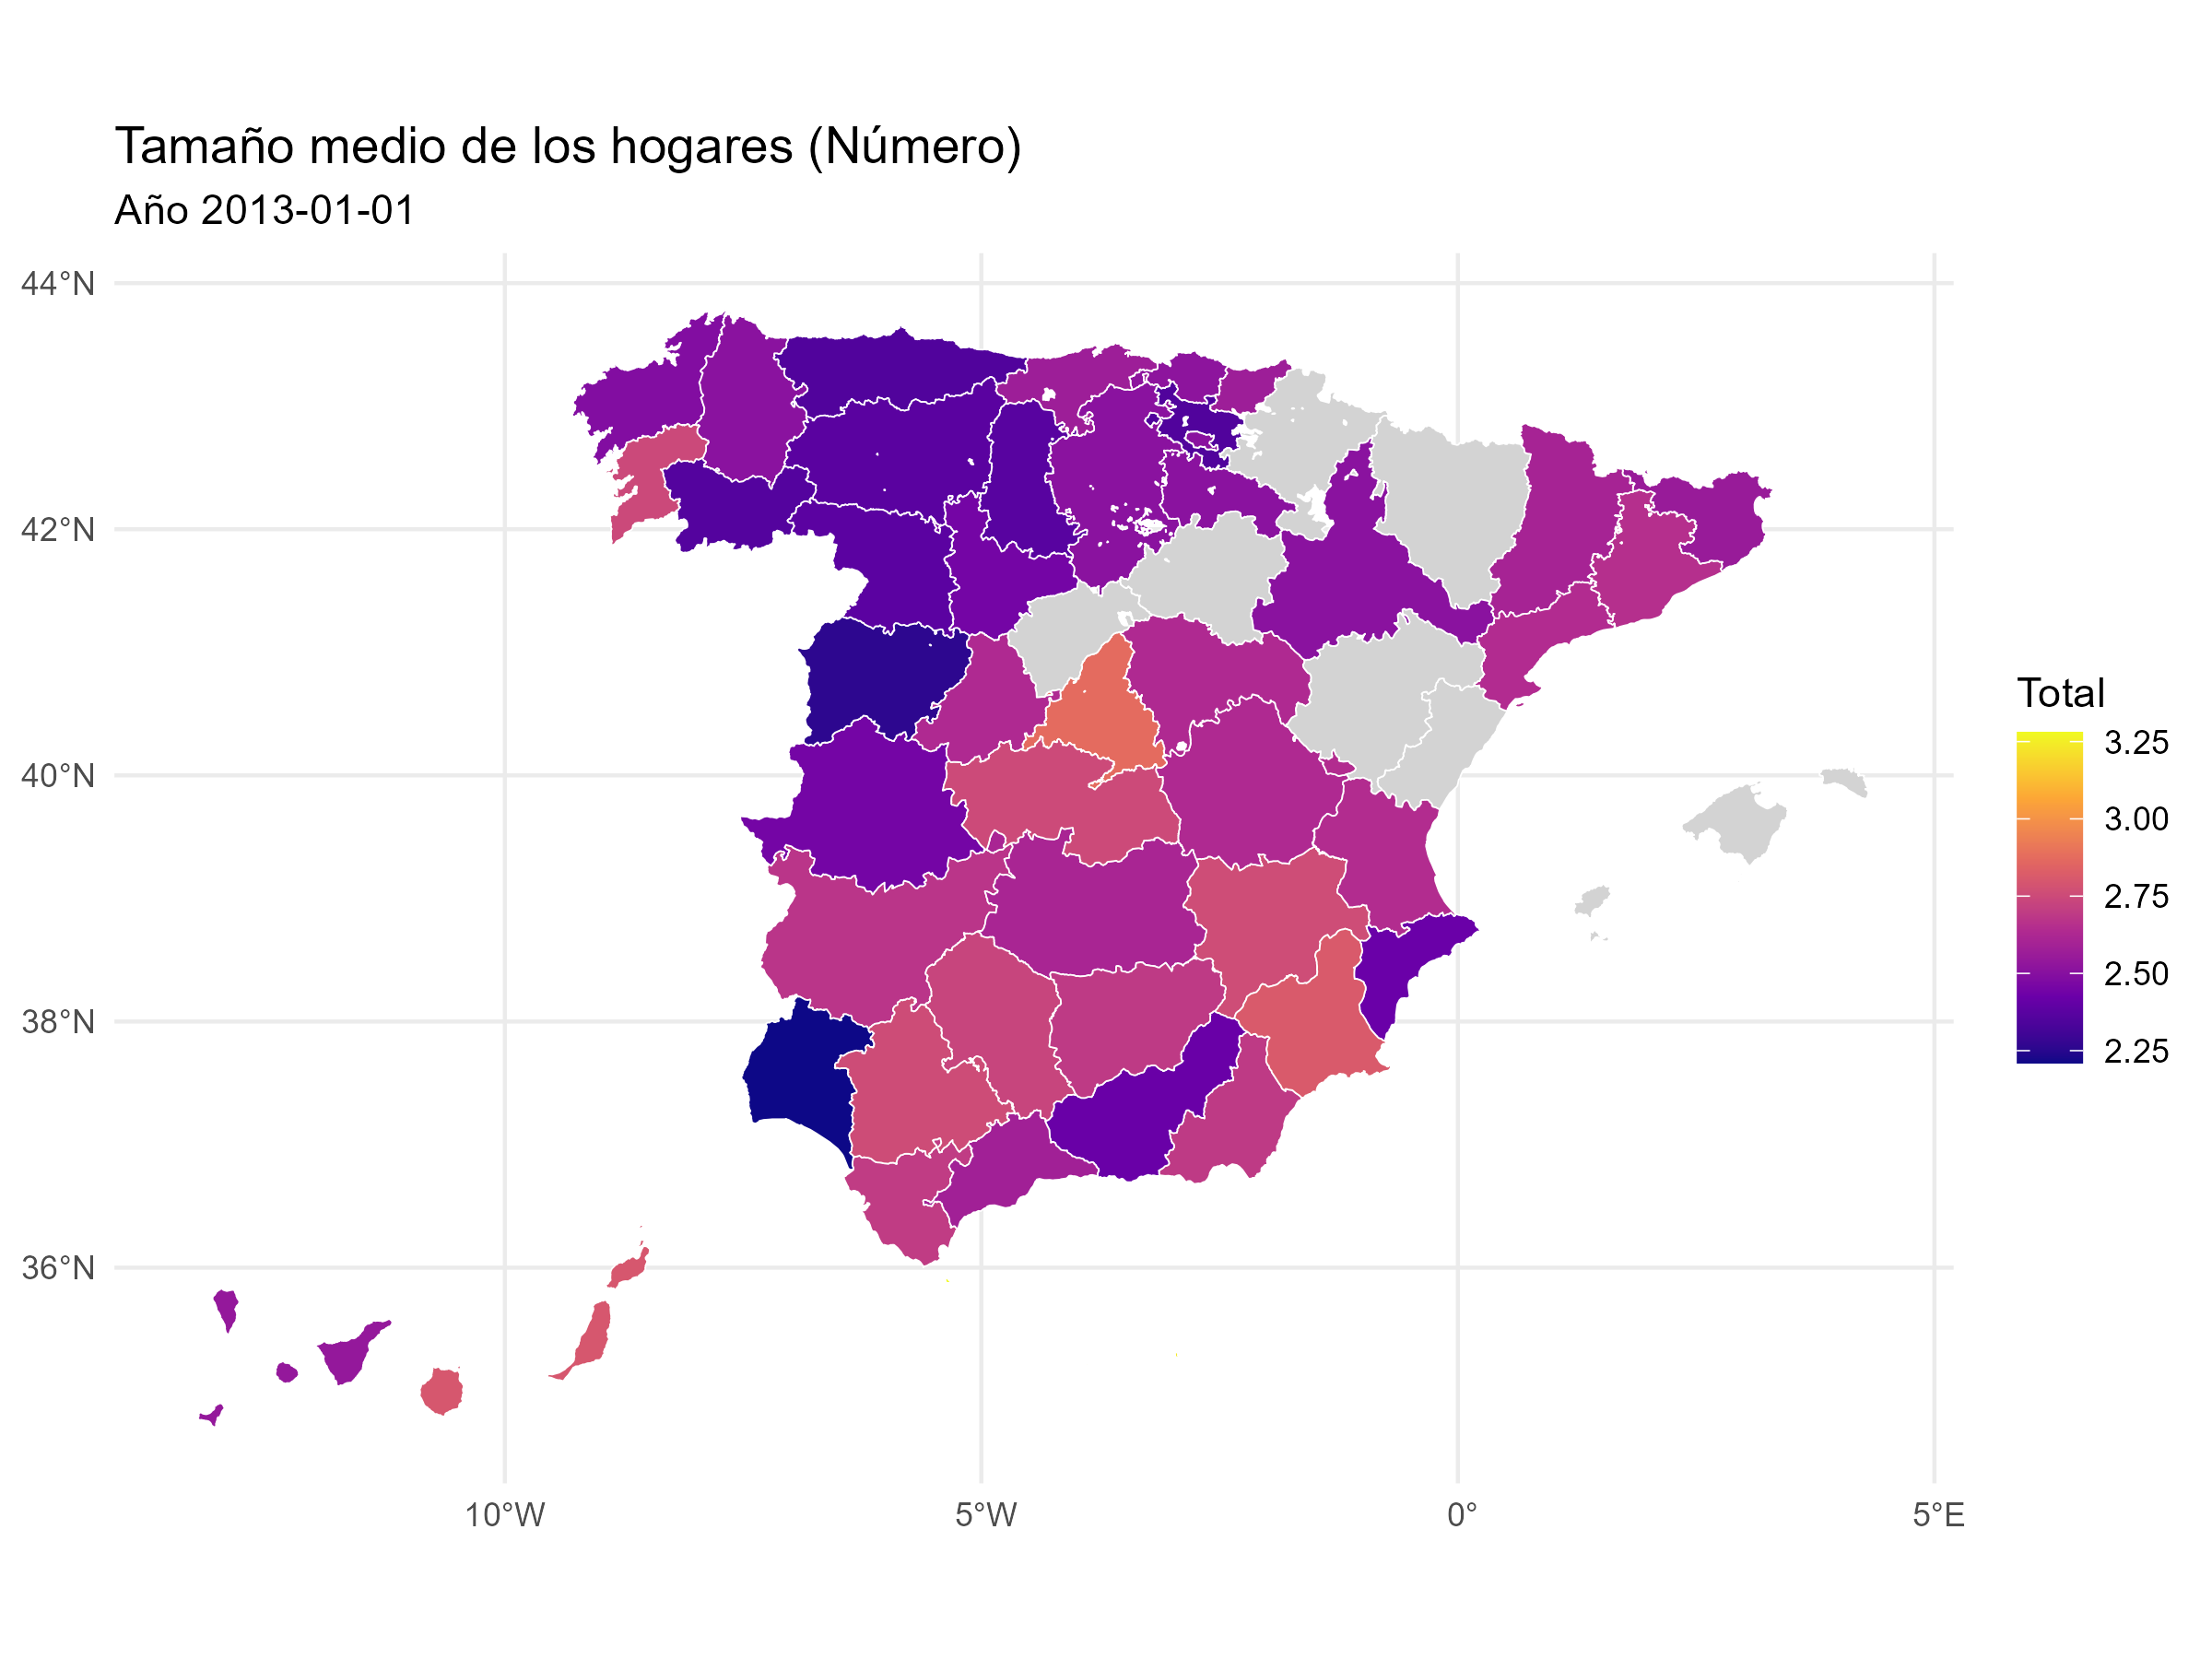 Tamaño medio de los hogares (Número)
Año 2013-01-01
44°N
42°N
40°N
38°N
36°N
10°W
5°W
0°
5°E
Total
3.25
3.00
2.75
2.50
2.25